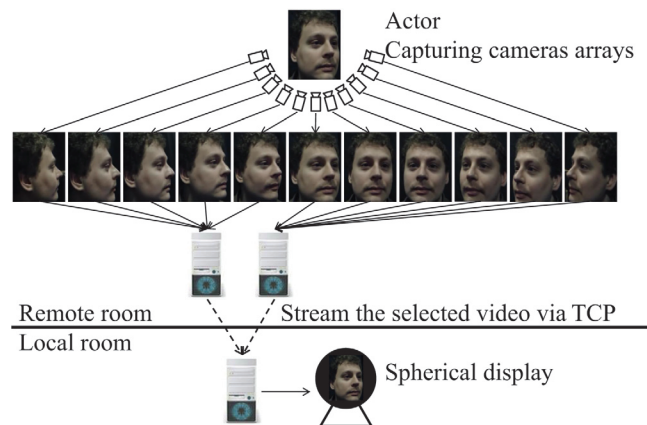 Actor
Capturing cameras arrays
Remote room
Stream the selected video via TCP
Local room
Spherical display